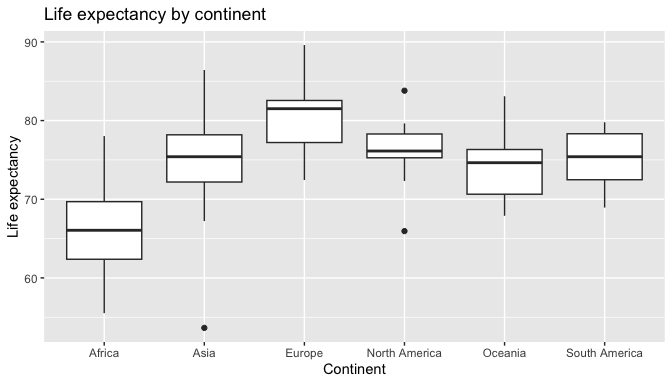 Life expectancy by continent
90
80
70
60
Life expectancy
Africa Asia Europe North America Oceania South America
Continent